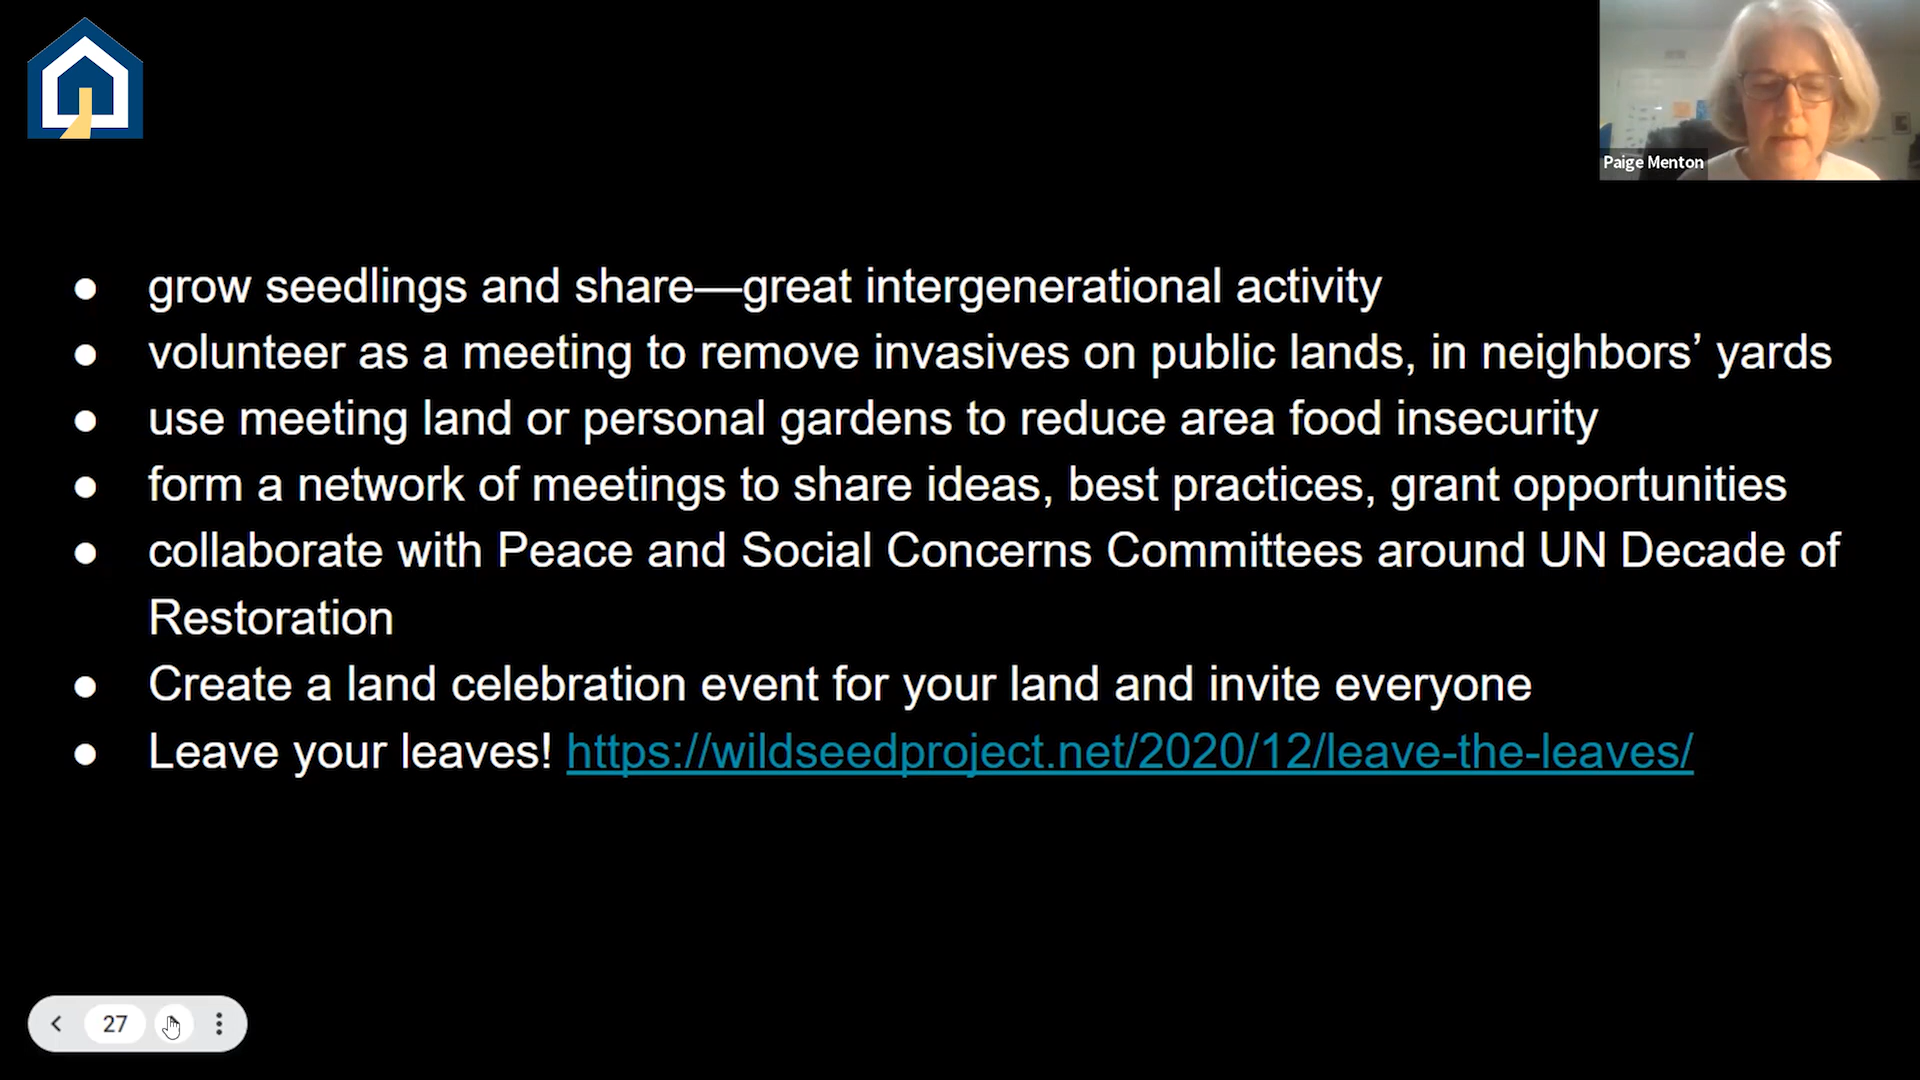 Paige Menton
● grow seedlings and share—great intergenerational activity
● volunteer as a meeting to remove invasives on public lands, in neighbors’ yards
● use meeting land or personal gardens to reduce area food insecurity
● form a network of meetings to share ideas, best practices, grant opportunities
● collaborate with Peace and Social Concerns Committees around UN Decade of
Restoration
● Create a land celebration event for your land and invite everyone
● Leave your leaves! https://wildseedproject.net/2020/12/leave-the-leaves/
27